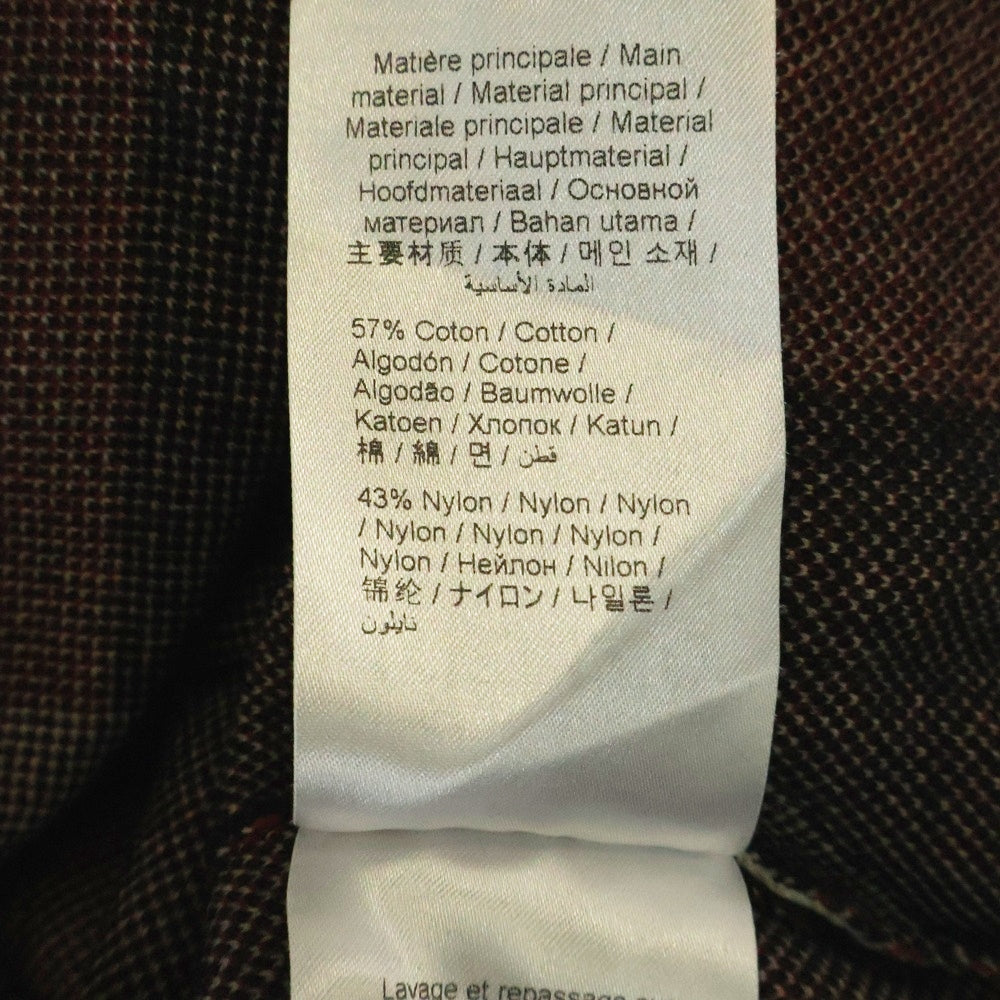 Matière principale / Main
material / Material principal /
Materiale principale / Material
principal / Hauptmaterial /
Hoofdmateriaal / Основной
материал / Bahan utama /
主要材质 / 本体 / 메인 소재 /
المادة الأساسية
57% Coton / Cotton /
Algodón / Cotone /
Algodão / Baumwolle /
Katoen / Хлопок / Katun /
棉 / 綿 / 면 / قطن
43% Nylon / Nylon / Nylon
/ Nylon / Nylon / Nylon /
Nylon / Нейлон / Nilon /
锦纶 / ナイロン / 나일론 /
نايلون
Lavage et repassage